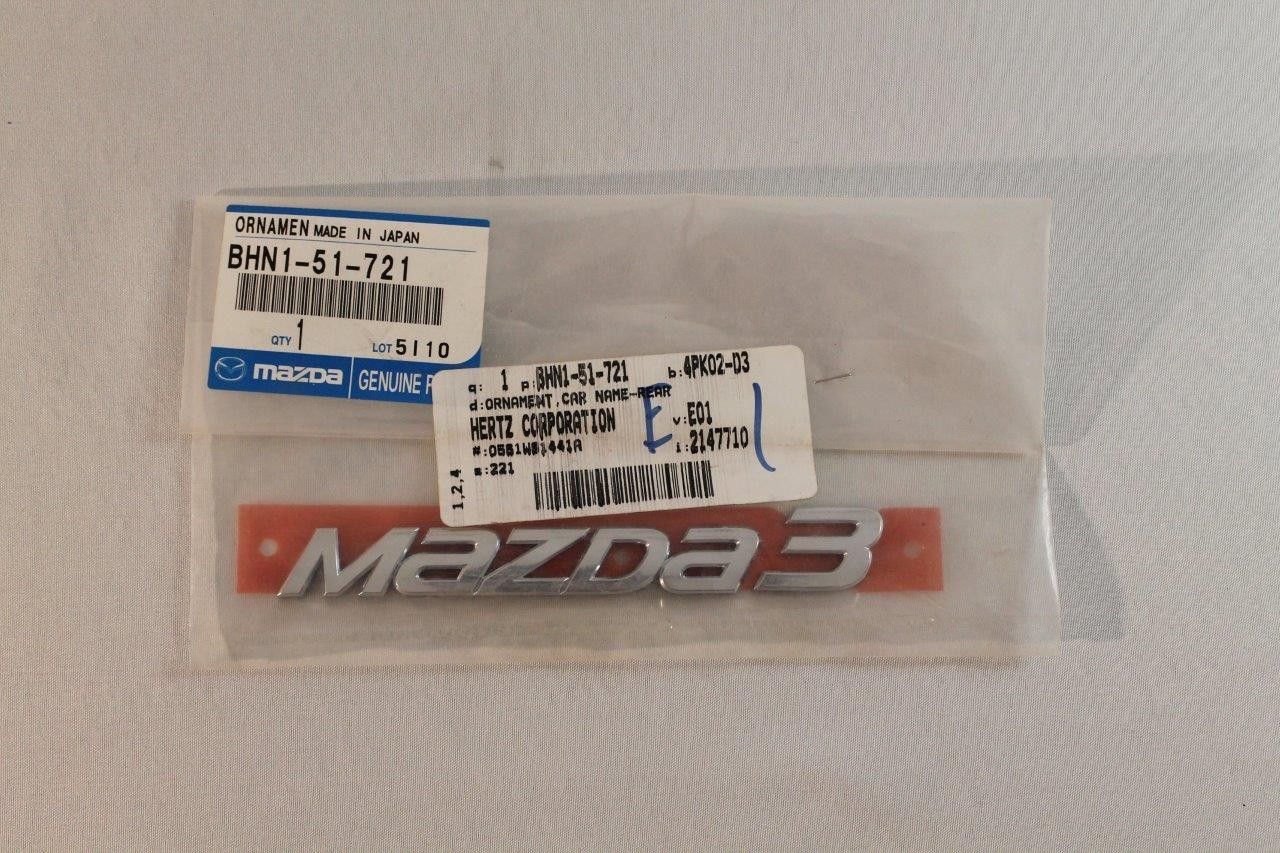 ORNAMEN MADE IN JAPAN
BHN1-51-721
QTY 1 LOT 5I10
mazda GENUINE
q: 1 p:BHN1-51-721 b:4PK02-D3
d:ORNAMENT,CAR NAME-REAR
HERTZ CORPORATION E v:E01
i:2147710
s:221
1,2,4
mazda3